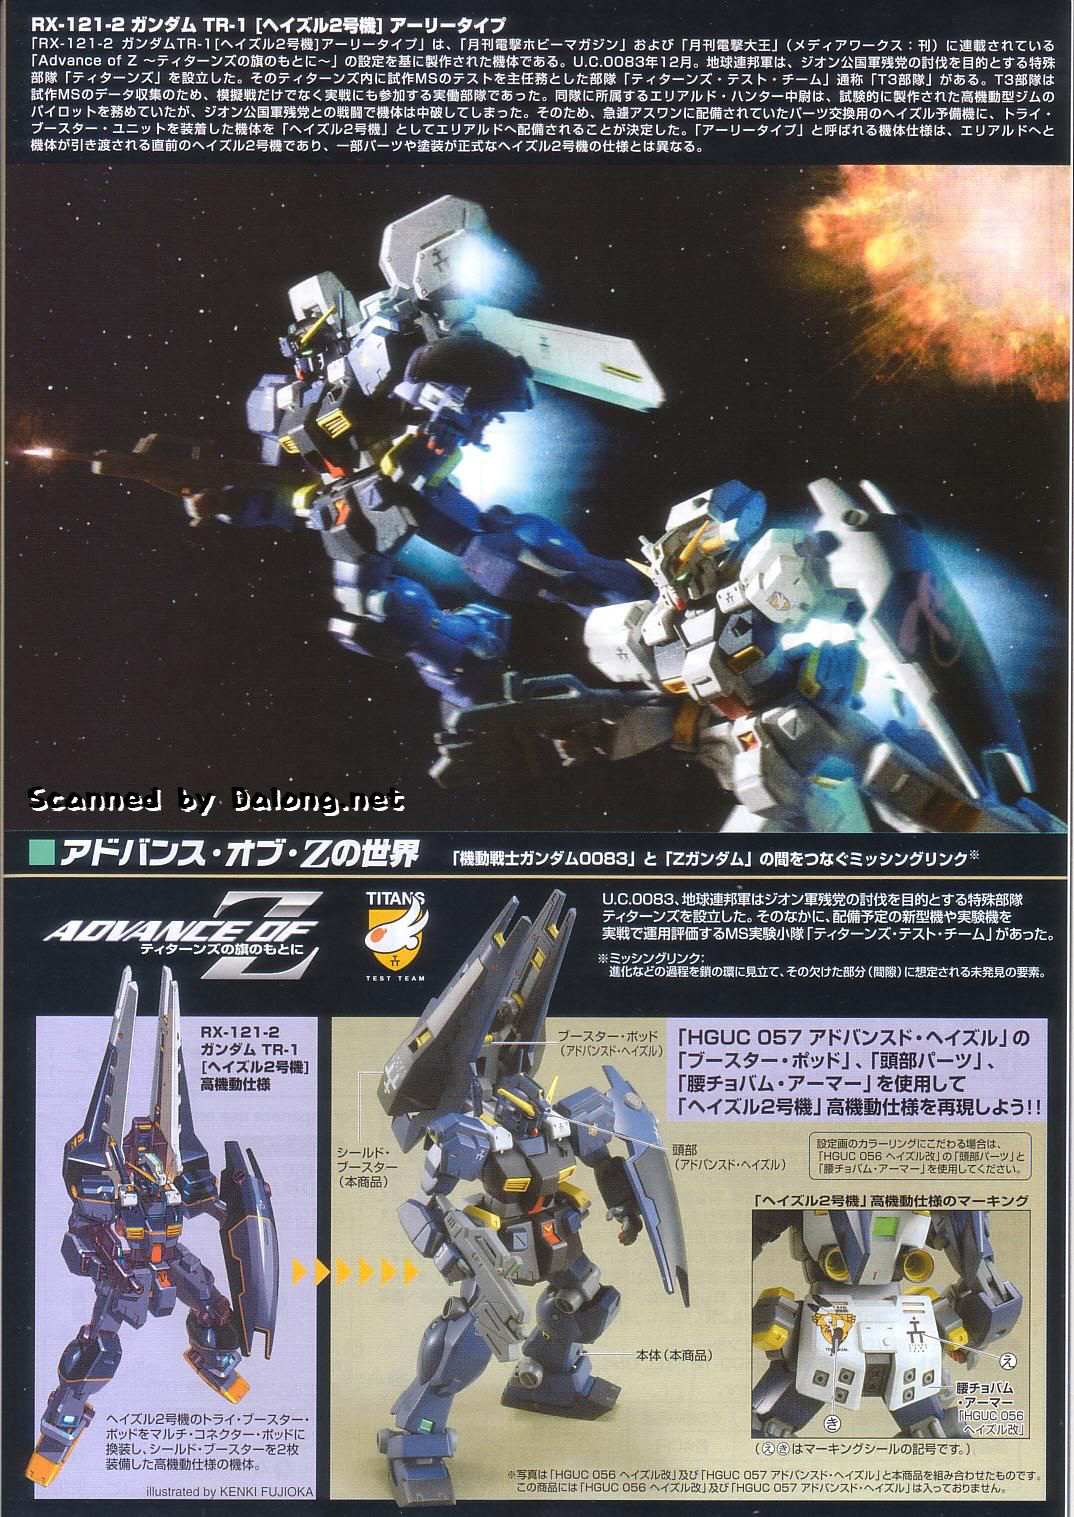 RX-121-2 ガンダム TR-1 [ヘイズル2号機] アーリータイプ
「RX-121-2 ガンダムTR-1[ヘイズル2号機]アーリータイプ」は、「月刊電撃ホビーマガジン」および「月刊電撃大王」(メディアワークス:刊)に連載されている
「Advance of Z 〜ティターンズの旗のもとに〜」の設定を基に製作された機体である。U.C.0083年12月。地球連邦軍は、ジオン公国軍残党の討伐を目的とする特殊
部隊「ティターンズ」を設立した。そのティターンズ内に試作MSのテストを主任務とした部隊「ティターンズ・テスト・チーム」通称「T3部隊」がある。T3部隊は
試作MSのデータ収集のため、模擬戦だけでなく実戦にも参加する実働部隊であった。同隊に所属するエリアルド・ハンター中尉は、試験的に製作された高機動型ジムの
パイロットを務めていたが、ジオン公国軍残党との戦闘で機体は中破してしまった。そのため、急遽アスワンに配備されていたパーツ交換用のヘイズル予備機に、トライ・
ブースター・ユニットを装着した機体を「ヘイズル2号機」としてエリアルドへ配備されることが決定した。「アーリータイプ」と呼ばれる機体仕様は、エリアルドへと
機体が引き渡される直前のヘイズル2号機であり、一部パーツや塗装が正式なヘイズル2号機の仕様とは異なる。
Scanned by Dalong.net
■アドバンス・オブ・Zの世界 「機動戦士ガンダム0083」と「Zガンダム」の間をつなぐミッシングリンク※
ADVANCE OF Z
ティターンズの旗のもとに
TITANS
TEST TEAM
U.C.0083、地球連邦軍はジオン軍残党の討伐を目的とする特殊部隊
ティターンズを設立した。そのなかに、配備予定の新型機や実験機を
実戦で運用評価するMS実験小隊「ティターンズ・テスト・チーム」があった。
※ミッシングリンク:
進化などの過程を鎖の環に見立て、その欠けた部分(間隙)に想定される未発見の要素。
RX-121-2
ガンダム TR-1
[ヘイズル2号機]
高機動仕様
ヘイズル2号機のトライ・ブースター・
ポッドをマルチ・コネクター・ポッドに
換装し、シールド・ブースターを2枚
装備した高機動仕様の機体。
illustrated by KENKI FUJIOKA
ブースター・ポッド
(アドバンスド・ヘイズル)
シールド・
ブースター
(本商品)
頭部
(アドバンスド・ヘイズル)
本体(本商品)
「HGUC 057 アドバンスド・ヘイズル」の
「ブースター・ポッド」、「頭部パーツ」、
「腰チョバム・アーマー」を使用して
「ヘイズル2号機」高機動仕様を再現しよう!!
設定画のカラーリングにこだわる場合は、
「HGUC 056 ヘイズル改」の「頭部パーツ」と
「腰チョバム・アーマー」を使用してください。
「ヘイズル2号機」高機動仕様のマーキング
え
き
腰チョバム
・アーマー
「HGUC 056
ヘイズル改」
(え きはマーキングシールの記号です。)
※写真は「HGUC 056 ヘイズル改」及び「HGUC 057 アドバンスド・ヘイズル」と本商品を組み合わせたものです。
この商品には「HGUC 056 ヘイズル改」及び「HGUC 057 アドバンスド・ヘイズル」は入っておりません。